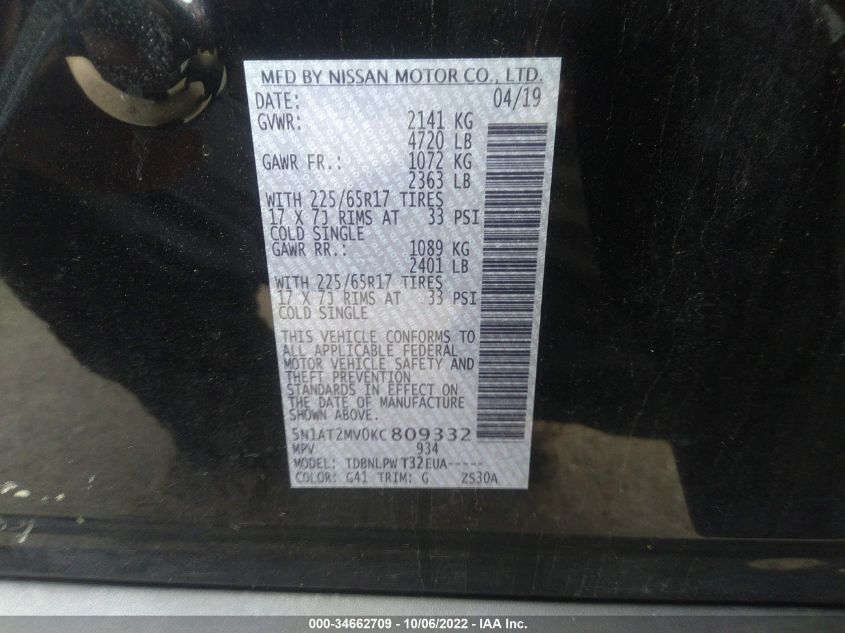 MFD BY NISSAN MOTOR CO., LTD.
DATE: 04/19
GVWR: 2141 KG
4720 LB
GAWR FR.: 1072 KG
2363 LB
WITH 225/65R17 TIRES
17 X 7J RIMS AT 33 PSI
COLD SINGLE
GAWR RR.: 1089 KG
2401 LB
WITH 225/65R17 TIRES
17 X 7J RIMS AT 33 PSI
COLD SINGLE
THIS VEHICLE CONFORMS TO
ALL APPLICABLE FEDERAL
MOTOR VEHICLE SAFETY AND
THEFT PREVENTION
STANDARDS IN EFFECT ON
THE DATE OF MANUFACTURE
SHOWN ABOVE.
5N1AT2MV0KC809332
MPV 934
MODEL: TDBNLPW T32EUA-----
COLOR: G41 TRIM: G ZS30A
000-34662709 - 10/06/2022 - IAA Inc.